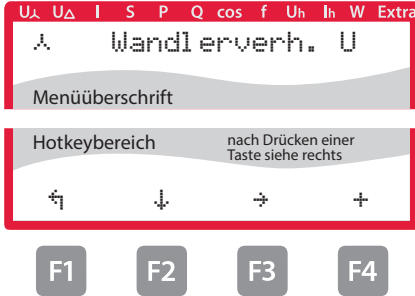 U⅄ U△ I S P Q cos f Uh Ih W Extra
⅄ Wandlerverh. U
Menüüberschrift
Hotkeybereich
nach Drücken einer
Taste siehe rechts
↰ ↓ → +
F1 F2 F3 F4